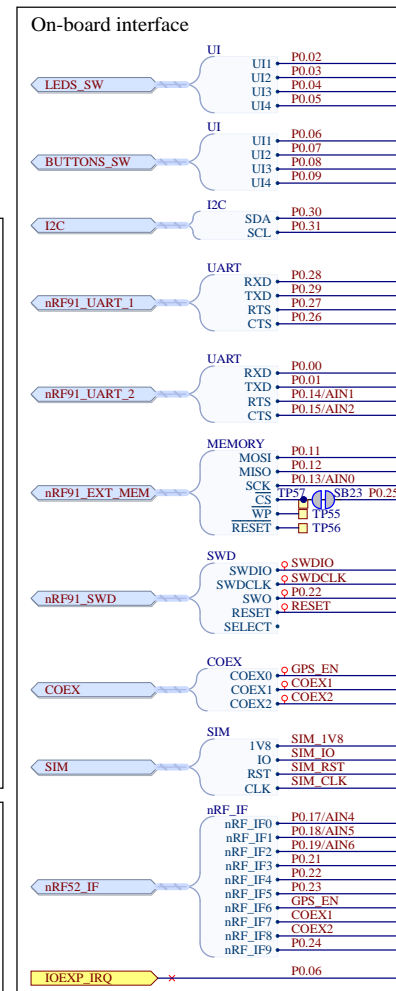 On-board interface
UI
LEDS_SW
UI1 P0.02
UI2 P0.03
UI3 P0.04
UI4 P0.05
UI
BUTTONS_SW
UI1 P0.06
UI2 P0.07
UI3 P0.08
UI4 P0.09
I2C
I2C
SDA P0.30
SCL P0.31
UART
nRF91_UART_1
RXD P0.28
TXD P0.29
RTS P0.27
CTS P0.26
UART
nRF91_UART_2
RXD P0.00
TXD P0.01
RTS P0.14/AIN1
CTS P0.15/AIN2
MEMORY
nRF91_EXT_MEM
MOSI P0.11
MISO P0.12
SCK P0.13/AIN0
CS TP57 SB23 P0.25
WP TP55
RESET TP56
SWD
nRF91_SWD
SWDIO SWDIO
SWDCLK SWDCLK
SWO P0.22
RESET RESET
SELECT
COEX
COEX
COEX0 GPS_EN
COEX1 COEX1
COEX2 COEX2
SIM
SIM
1V8 SIM_1V8
IO SIM_IO
RST SIM_RST
CLK SIM_CLK
nRF_IF
nRF52_IF
nRF_IF0 P0.17/AIN4
nRF_IF1 P0.18/AIN5
nRF_IF2 P0.19/AIN6
nRF_IF3 P0.21
nRF_IF4 P0.22
nRF_IF5 P0.23
nRF_IF6 GPS_EN
nRF_IF7 COEX1
nRF_IF8 COEX2
nRF_IF9 P0.24
IOEXP_IRQ P0.06